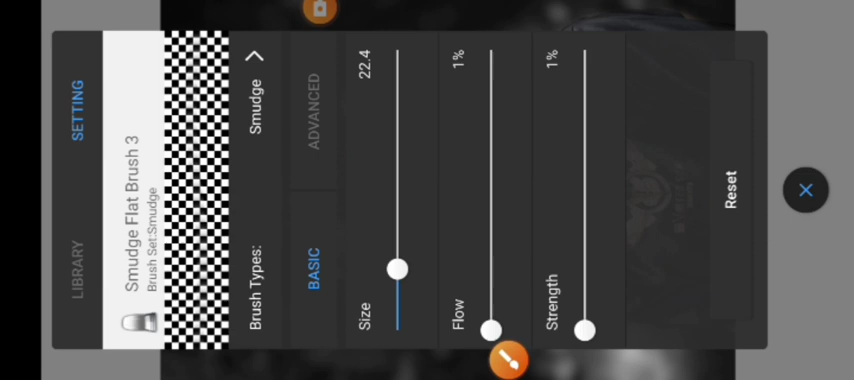 LIBRARY SETTING
Smudge Flat Brush 3
Brush Set:Smudge
Brush Types: Smudge
BASIC ADVANCED
Size 22.4
Flow 1%
Strength 1%
Reset